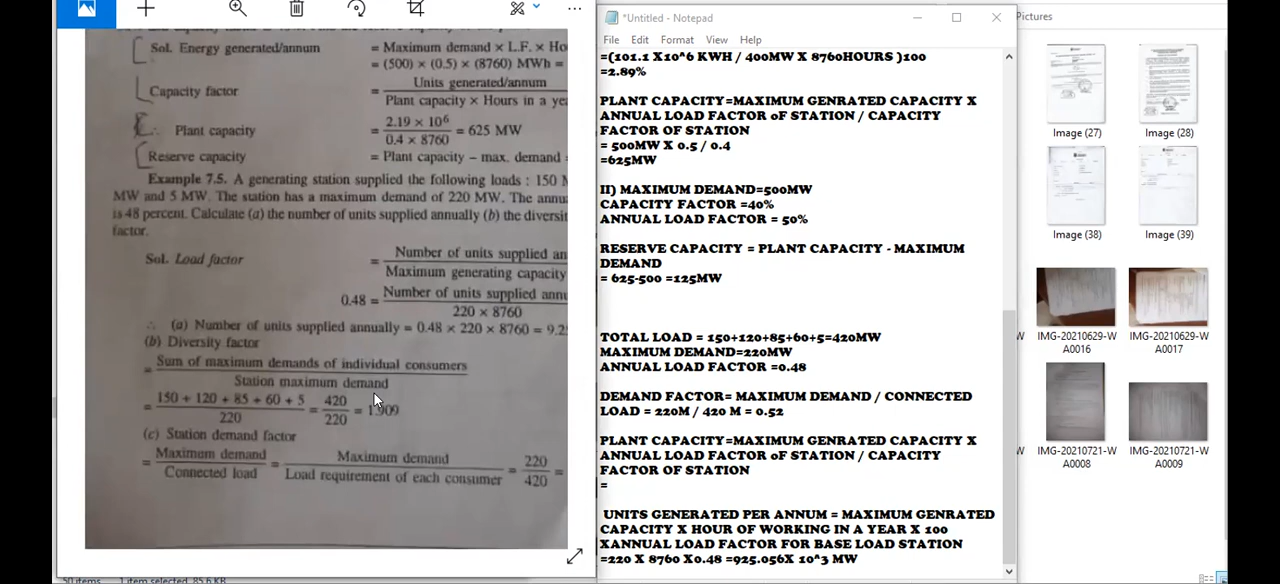 Sol. Energy generated/annum = Maximum demand × L.F. × Ho
= (500) × (0.5) × (8760) MWh =
Capacity factor = Units generated/annum
Plant capacity × Hours in a yea
∴ Plant capacity = 2.19 × 10⁶ / 0.4 × 8760 = 625 MW
Reserve capacity = Plant capacity – max. demand =
Example 7.5. A generating station supplied the following loads : 150 M
MW and 5 MW. The station has a maximum demand of 220 MW. The annu
is 48 percent. Calculate (a) the number of units supplied annually (b) the diversit
factor.
Sol. Load factor = Number of units supplied an
Maximum generating capacity
0.48 = Number of units supplied annu
220 × 8760
∴ (a) Number of units supplied annually = 0.48 × 220 × 8760 = 9.2
(b) Diversity factor
= Sum of maximum demands of individual consumers
Station maximum demand
= 150 + 120 + 85 + 60 + 5 / 220 = 420 / 220 = 1.909
(c) Station demand factor
= Maximum demand / Connected load = Maximum demand / Load requirement of each consumer = 220 / 420 =
50 items 1 item selected 85.6 KB
*Untitled - Notepad
File Edit Format View Help
=(101.1 X10^6 KWH / 400MW X 8760HOURS )100
=2.89%
PLANT CAPACITY=MAXIMUM GENRATED CAPACITY X
ANNUAL LOAD FACTOR oF STATION / CAPACITY
FACTOR OF STATION
= 500MW X 0.5 / 0.4
=625MW
II) MAXIMUM DEMAND=500MW
CAPACITY FACTOR =40%
ANNUAL LOAD FACTOR = 50%
RESERVE CAPACITY = PLANT CAPACITY - MAXIMUM
DEMAND
= 625-500 =125MW
TOTAL LOAD = 150+120+85+60+5=420MW
MAXIMUM DEMAND=220MW
ANNUAL LOAD FACTOR =0.48
DEMAND FACTOR= MAXIMUM DEMAND / CONNECTED
LOAD = 220M / 420 M = 0.52
PLANT CAPACITY=MAXIMUM GENRATED CAPACITY X
ANNUAL LOAD FACTOR oF STATION / CAPACITY
FACTOR OF STATION
=
UNITS GENERATED PER ANNUM = MAXIMUM GENRATED
CAPACITY X HOUR OF WORKING IN A YEAR X 100
XANNUAL LOAD FACTOR FOR BASE LOAD STATION
=220 X 8760 X0.48 =925.056X 10^3 MW
Pictures
Image (27) Image (28)
Image (38) Image (39)
W IMG-20210629-W IMG-20210629-W
A0016 A0017
W IMG-20210721-W IMG-20210721-W
A0008 A0009